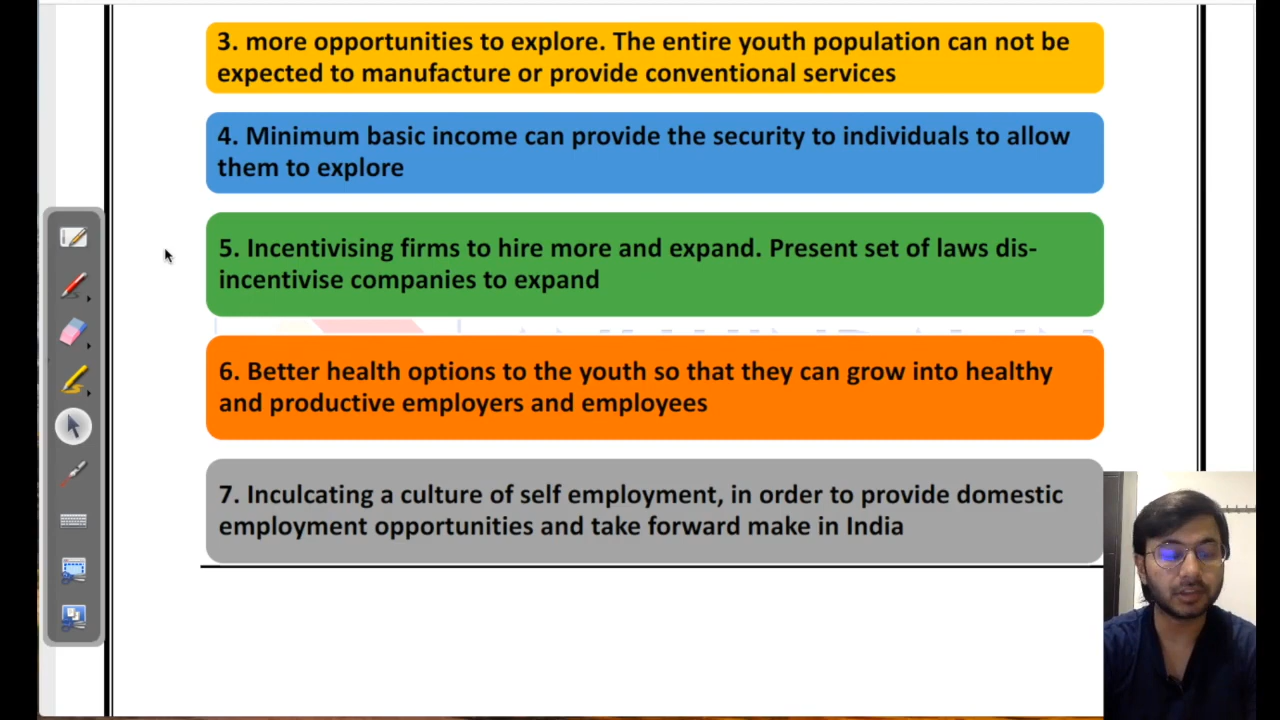 3. more opportunities to explore. The entire youth population can not be
expected to manufacture or provide conventional services
4. Minimum basic income can provide the security to individuals to allow
them to explore
5. Incentivising firms to hire more and expand. Present set of laws dis-
incentivise companies to expand
6. Better health options to the youth so that they can grow into healthy
and productive employers and employees
7. Inculcating a culture of self employment, in order to provide domestic
employment opportunities and take forward make in India